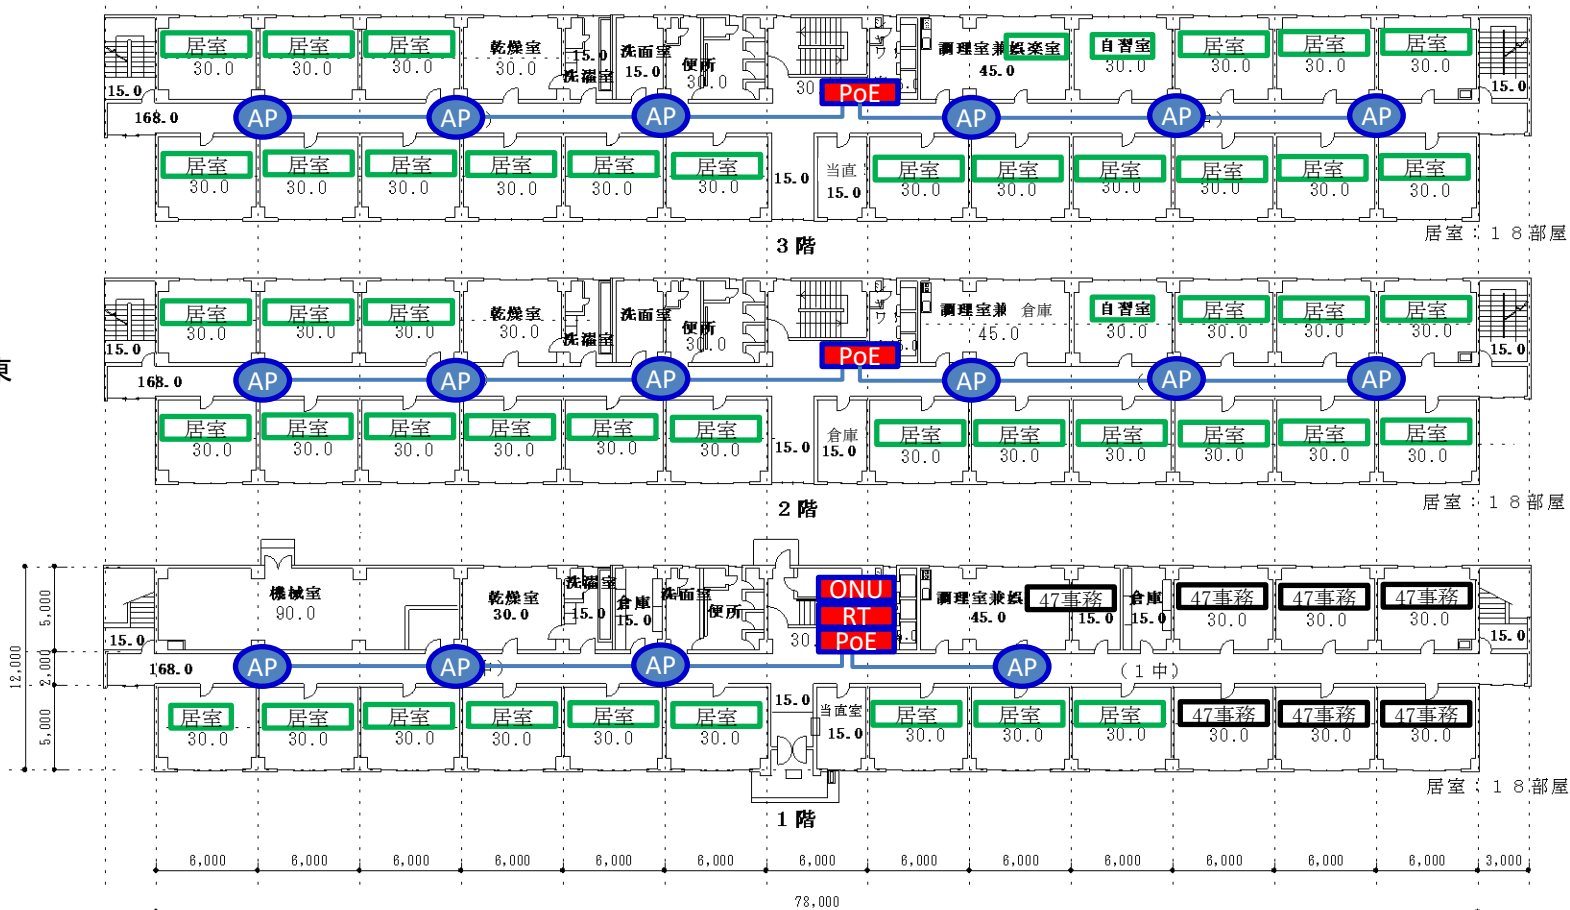 居室 居室 居室 乾燥室 15.0 洗面室 便所 調理室兼 娯楽室 自習室 居室 居室 居室
30.0 30.0 30.0 30.0 洗濯室 15.0 45.0 30.0 30.0 30.0 30.0
15.0 PoE 15.0
168.0 AP AP AP AP AP AP
居室 居室 居室 居室 居室 居室 15.0 当直 居室 居室 居室 居室 居室 居室
30.0 30.0 30.0 30.0 30.0 30.0 15.0 30.0 30.0 30.0 30.0 30.0 30.0
居室：１８部屋
３階
居室 居室 居室 乾燥室 洗面室 便所 調理室兼 倉庫 自習室 居室 居室 居室
30.0 30.0 30.0 30.0 洗濯室 45.0 30.0 30.0 30.0 30.0
15.0 PoE 15.0
東
168.0 AP AP AP AP AP AP
居室 居室 居室 居室 居室 居室 15.0 倉庫 居室 居室 居室 居室 居室 居室
30.0 30.0 30.0 30.0 30.0 30.0 15.0 30.0 30.0 30.0 30.0 30.0 30.0
居室：１８部屋
２階
機械室 乾燥室 洗濯室 倉庫 洗面室 便所 ONU 調理室兼娯 47事務 倉庫 47事務 47事務 47事務
90.0 30.0 15.0 15.0 RT 45.0 15.0 15.0 30.0 30.0 30.0
15.0 PoE 15.0
168.0 AP AP AP AP (１中)
居室 居室 居室 居室 居室 居室 15.0 当直室 居室 居室 居室 47事務 47事務 47事務
30.0 30.0 30.0 30.0 30.0 30.0 15.0 30.0 30.0 30.0 30.0 30.0 30.0
12,000 5,000 2,000 5,000
居室：１８部屋
１階
6,000 6,000 6,000 6,000 6,000 6,000 6,000 6,000 6,000 6,000 6,000 6,000 6,000 3,000
78,000